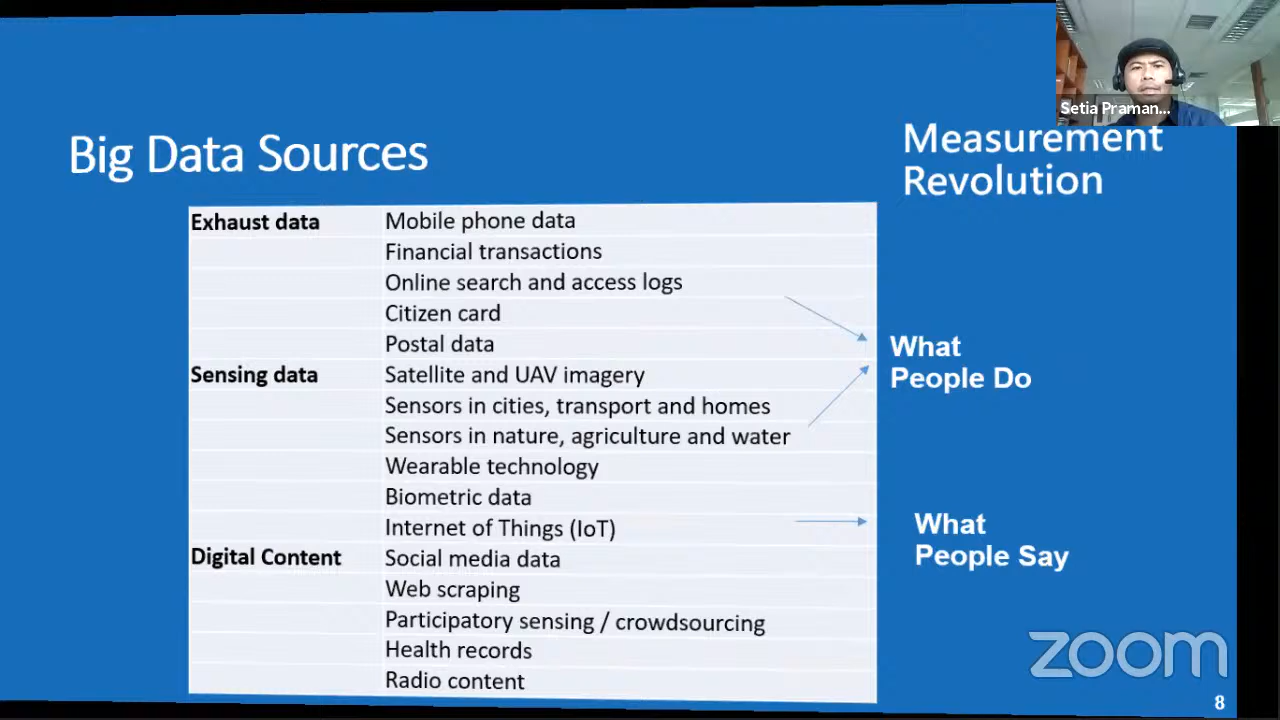 Setia Praman...
Big Data Sources
Measurement
Revolution
Exhaust data Mobile phone data
Financial transactions
Online search and access logs
Citizen card
Postal data
Sensing data Satellite and UAV imagery
Sensors in cities, transport and homes
Sensors in nature, agriculture and water
Wearable technology
Biometric data
Internet of Things (IoT)
Digital Content Social media data
Web scraping
Participatory sensing / crowdsourcing
Health records
Radio content
What
People Do
What
People Say
zoom
8